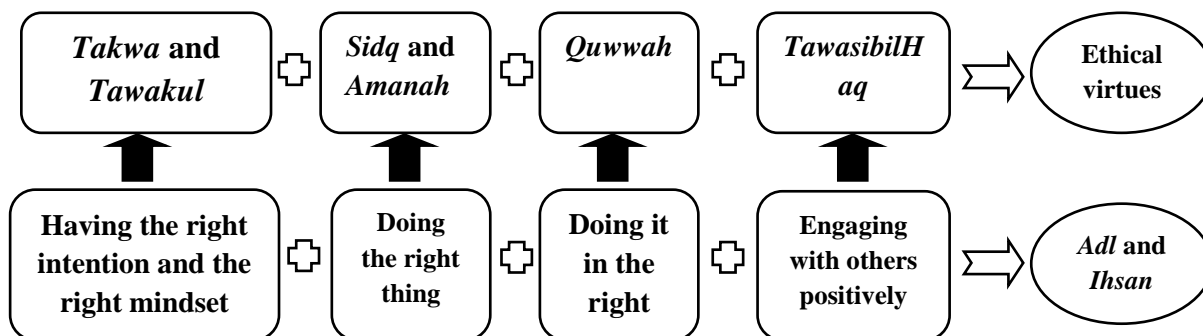 Takwa and
Tawakul
Sidq and
Amanah
Quwwah
TawasibilH
aq
Ethical
virtues
Having the right
intention and the
right mindset
Doing
the right
thing
Doing it
in the
right
Engaging
with others
positively
Adl and
Ihsan